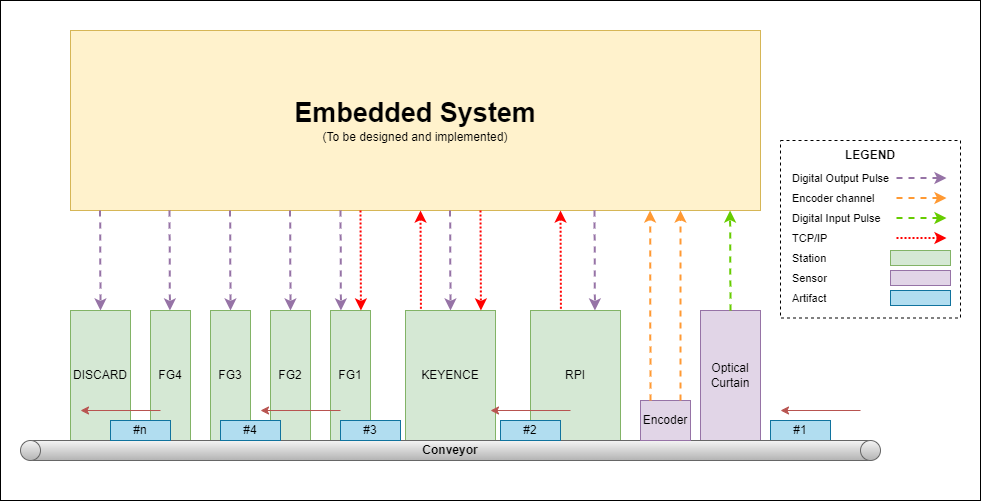 Embedded System
(To be designed and implemented)
LEGEND
Digital Output Pulse
Encoder channel
Digital Input Pulse
TCP/IP
Station
Sensor
Artifact
DISCARD
FG4
FG3
FG2
FG1
KEYENCE
RPI
Optical
Curtain
Encoder
#n
#4
#3
#2
#1
Conveyor